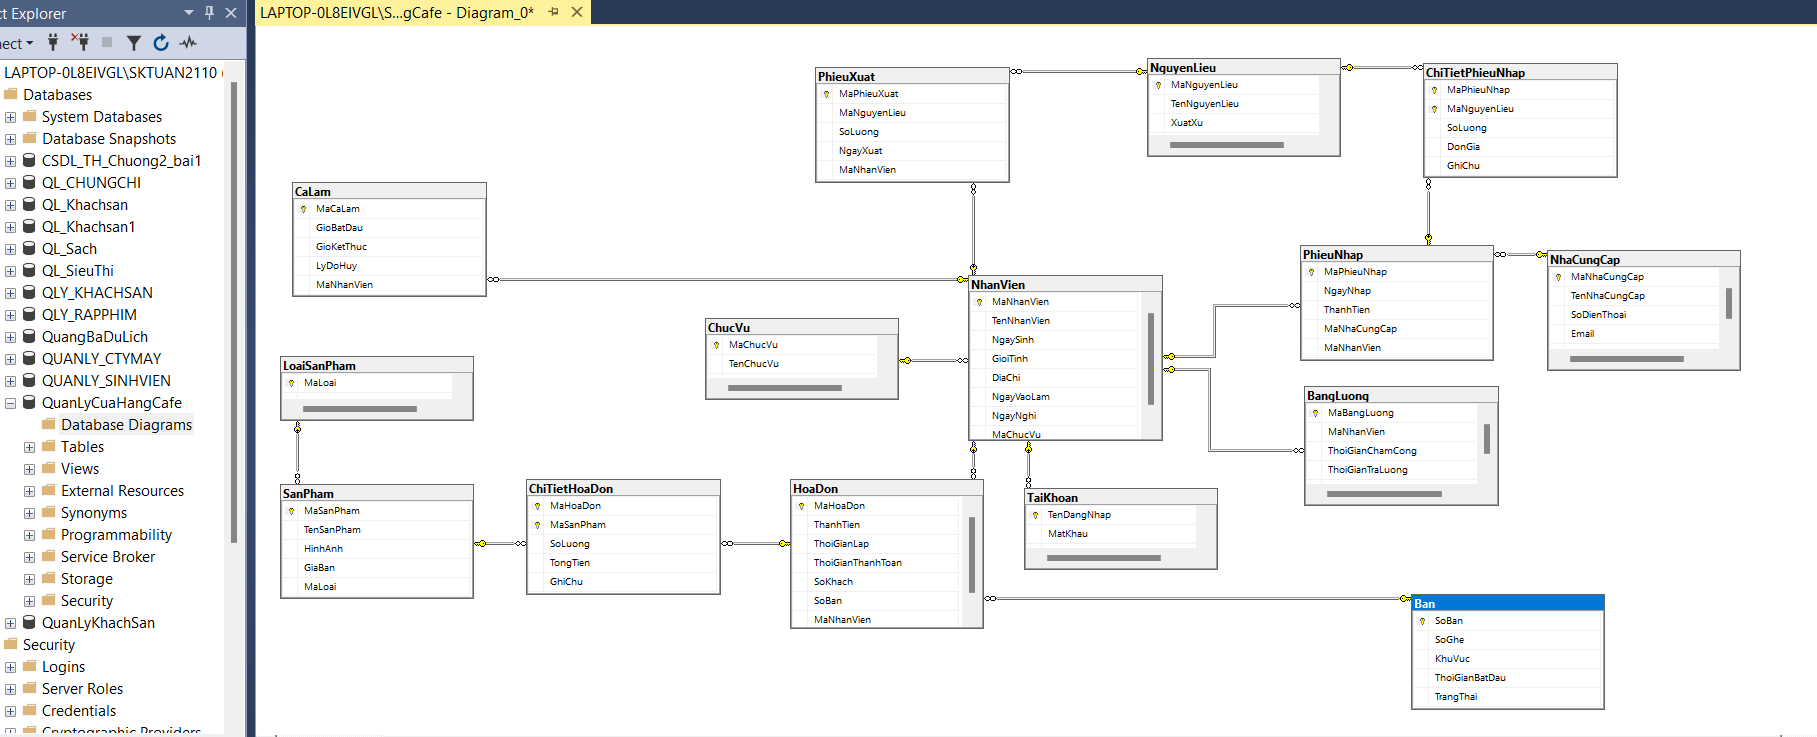 ct Explorer
nect
LAPTOP-0L8EIVGL\SKTUAN2110 (
Databases
System Databases
Database Snapshots
CSDL_TH_Chuong2_bai1
QL_CHUNGCHI
QL_Khachsan
QL_Khachsan1
QL_Sach
QL_SieuThi
QLY_KHACHSAN
QLY_RAPPHIM
QuangBaDuLich
QUANLY_CTYMAY
QUANLY_SINHVIEN
QuanLyCuaHangCafe
Database Diagrams
Tables
Views
External Resources
Synonyms
Programmability
Service Broker
Storage
Security
QuanLyKhachSan
Security
Logins
Server Roles
Credentials
Cryptographic Providers
LAPTOP-0L8EIVGL\S...gCafe - Diagram_0*
PhieuXuat
MaPhieuXuat
MaNguyenLieu
SoLuong
NgayXuat
MaNhanVien
NguyenLieu
MaNguyenLieu
TenNguyenLieu
XuatXu
ChiTietPhieuNhap
MaPhieuNhap
MaNguyenLieu
SoLuong
DonGia
GhiChu
CaLam
MaCaLam
GioBatDau
GioKetThuc
LyDoHuy
MaNhanVien
NhanVien
MaNhanVien
TenNhanVien
NgaySinh
GioiTinh
DiaChi
NgayVaoLam
NgayNghi
MaChucVu
PhieuNhap
MaPhieuNhap
NgayNhap
ThanhTien
MaNhaCungCap
MaNhanVien
NhaCungCap
MaNhaCungCap
TenNhaCungCap
SoDienThoai
Email
ChucVu
MaChucVu
TenChucVu
LoaiSanPham
MaLoai
BangLuong
MaBangLuong
MaNhanVien
ThoiGianChamCong
ThoiGianTraLuong
SanPham
MaSanPham
TenSanPham
HinhAnh
GiaBan
MaLoai
ChiTietHoaDon
MaHoaDon
MaSanPham
SoLuong
TongTien
GhiChu
HoaDon
MaHoaDon
ThanhTien
ThoiGianLap
ThoiGianThanhToan
SoKhach
SoBan
MaNhanVien
TaiKhoan
TenDangNhap
MatKhau
Ban
SoBan
SoGhe
KhuVuc
ThoiGianBatDau
TrangThai